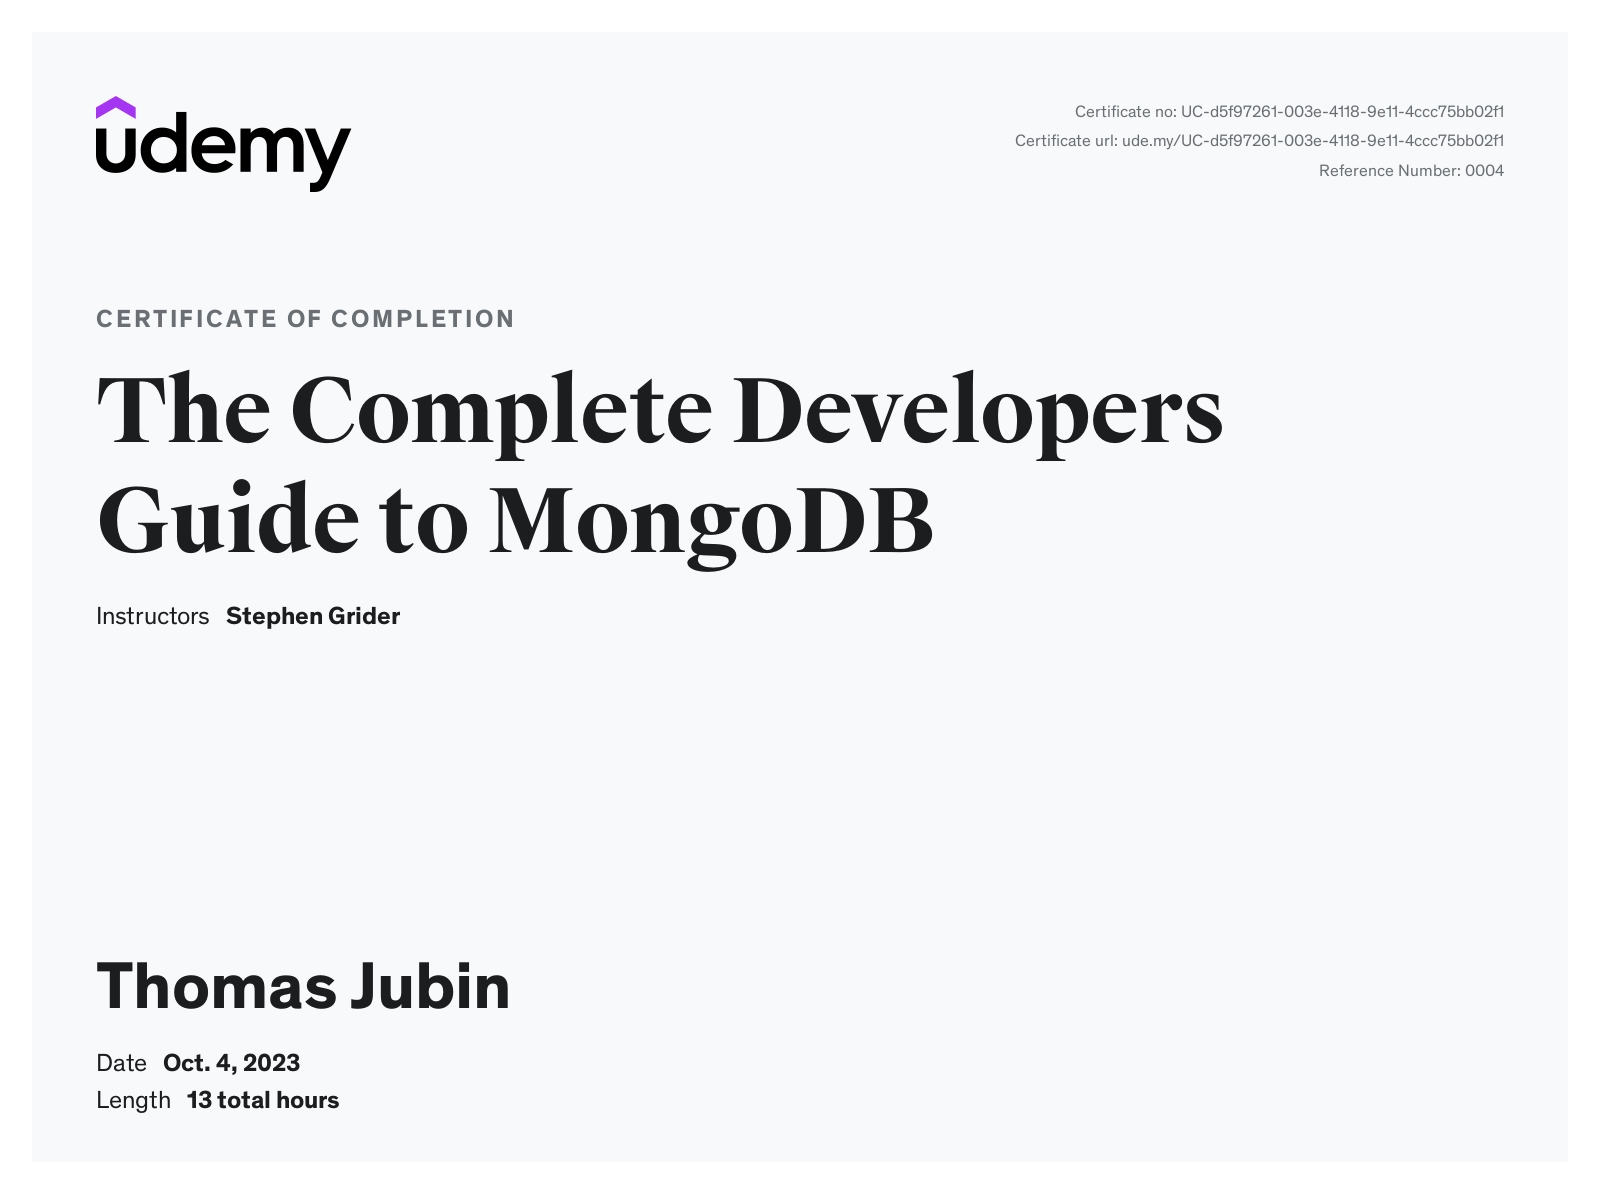 udemy
Certificate no: UC-d5f97261-003e-4118-9e11-4ccc75bb02f1
Certificate url: ude.my/UC-d5f97261-003e-4118-9e11-4ccc75bb02f1
Reference Number: 0004
CERTIFICATE OF COMPLETION
The Complete Developers
Guide to MongoDB
Instructors Stephen Grider
Thomas Jubin
Date Oct. 4, 2023
Length 13 total hours